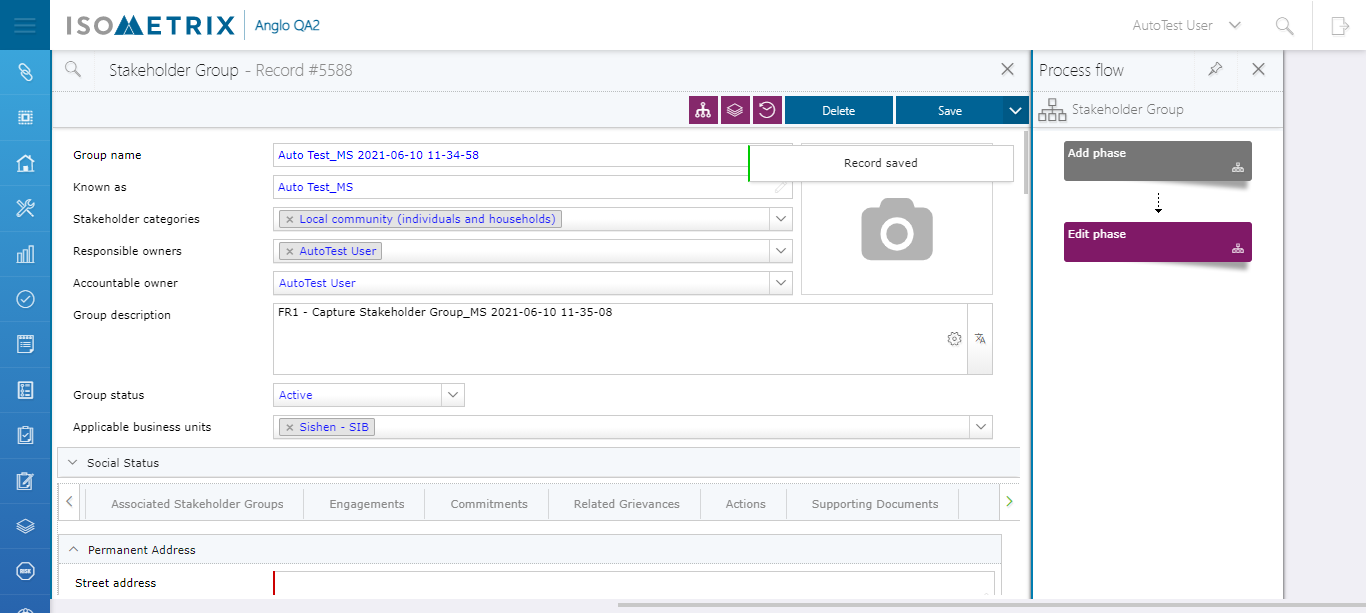 ISOMETRIX Anglo QA2 AutoTest User
Stakeholder Group - Record #5588
Process flow
Delete Save
Stakeholder Group
Group name Auto Test_MS 2021-06-10 11-34-58
Record saved
Add phase
Known as Auto Test_MS
Stakeholder categories × Local community (individuals and households)
Edit phase
Responsible owners × AutoTest User
Accountable owner AutoTest User
Group description FR1 - Capture Stakeholder Group_MS 2021-06-10 11-35-08
Group status Active
Applicable business units × Sishen - SIB
Social Status
Associated Stakeholder Groups Engagements Commitments Related Grievances Actions Supporting Documents
Permanent Address
Street address